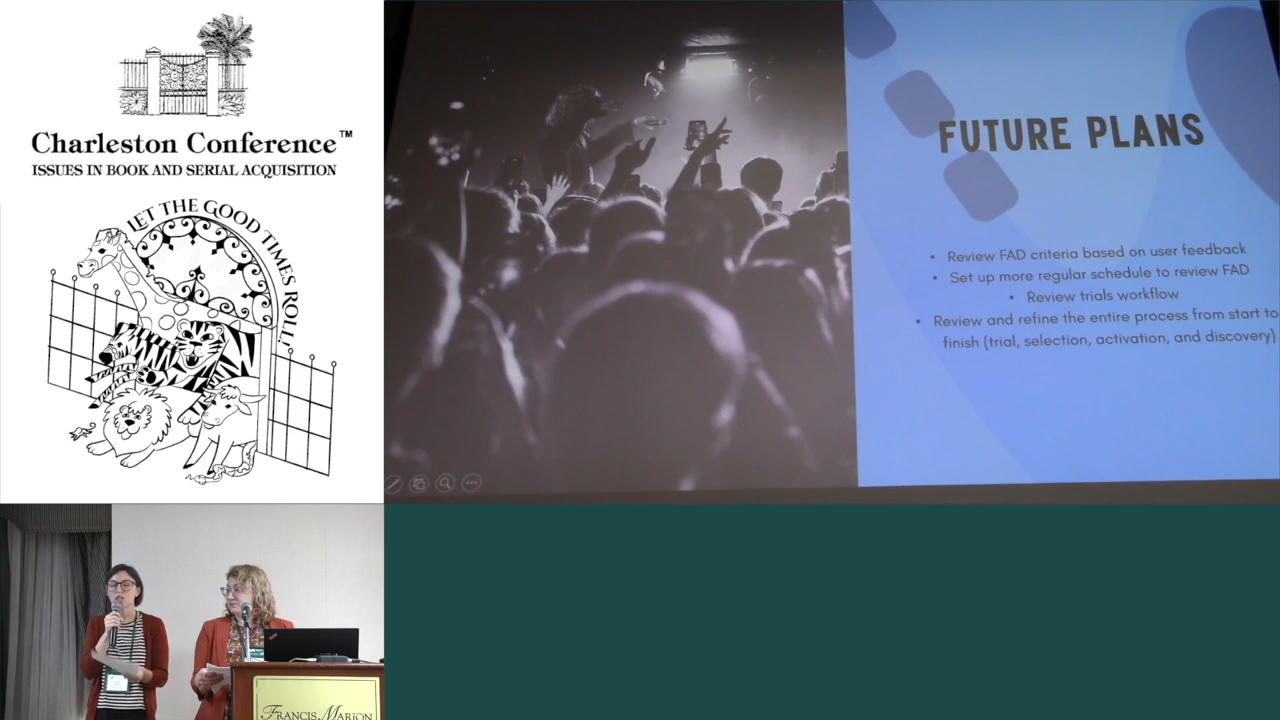 Charleston Conference™
ISSUES IN BOOK AND SERIAL ACQUISITION
LET THE GOOD TIMES ROLL!
FUTURE PLANS
• Review FAD criteria based on user feedback
• Set up more regular schedule to review FAD
• Review trials workflow
• Review and refine the entire process from start to
finish (trial, selection, activation, and discovery)
FRANCIS MARION